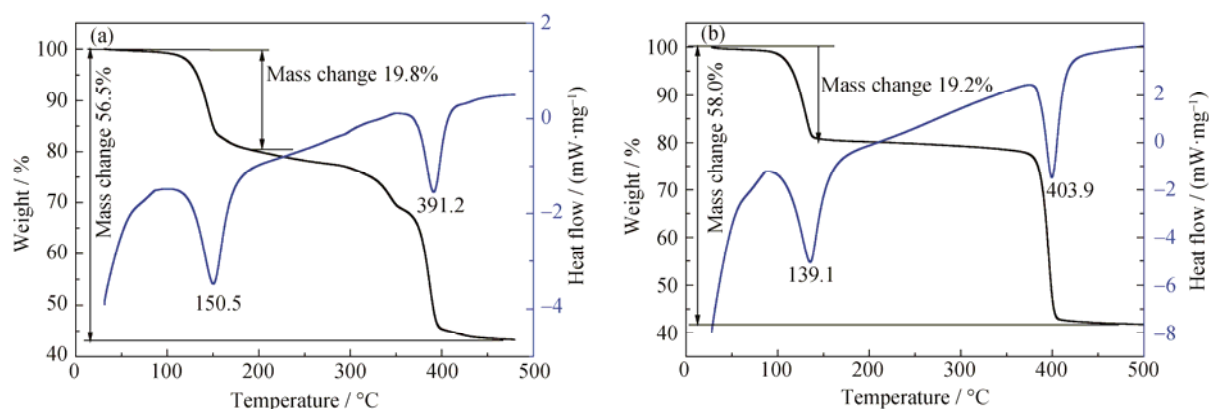 (a)
100
90
80
70
60
50
40
Weight / %
Mass change 56.5%
Mass change 19.8%
150.5
391.2
2
0
−2
−4
Heat flow / (mW·mg⁻¹)
0 100 200 300 400 500
Temperature / °C
(b)
100
90
80
70
60
50
40
Weight / %
Mass change 58.0%
Mass change 19.2%
139.1
403.9
2
0
−2
−4
−6
−8
Heat flow / (mW·mg⁻¹)
0 100 200 300 400 500
Temperature / °C